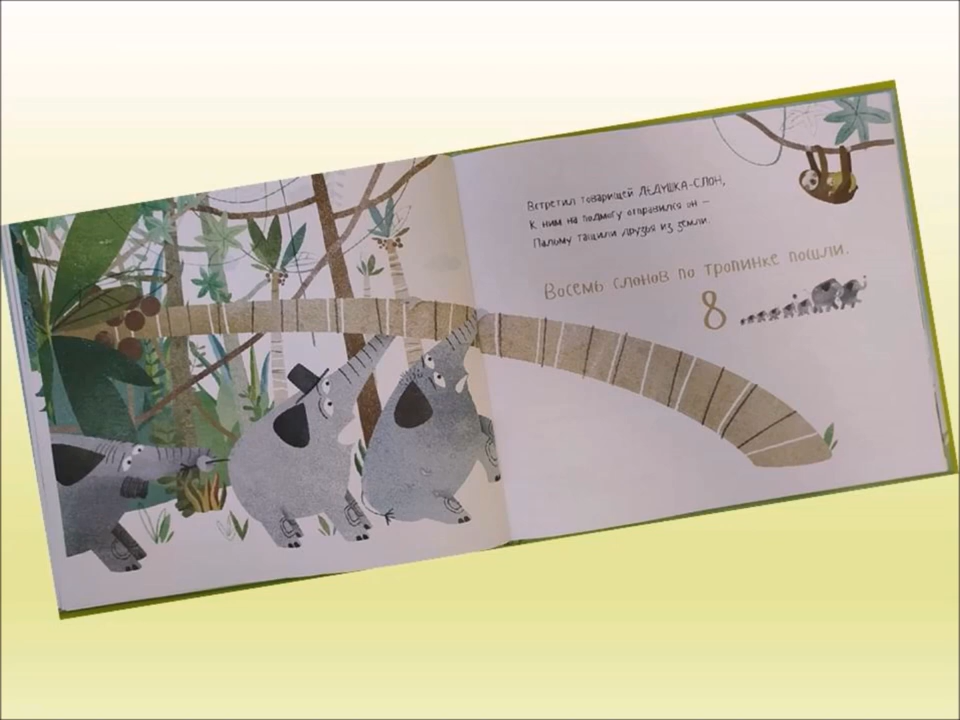 Встретил товарищей ДЕДУШКА-СЛОН,
К ним на подмогу отправился он –
Пальму тащили друзья из земли.
Восемь слонов по тропинке пошли.
8